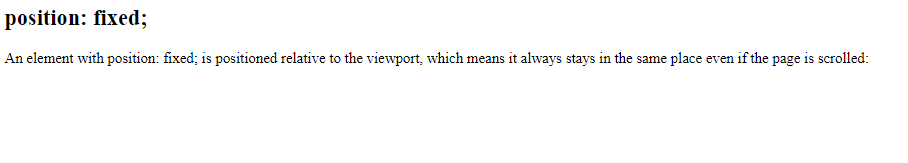 position: fixed;
An element with position: fixed; is positioned relative to the viewport, which means it always stays in the same place even if the page is scrolled: